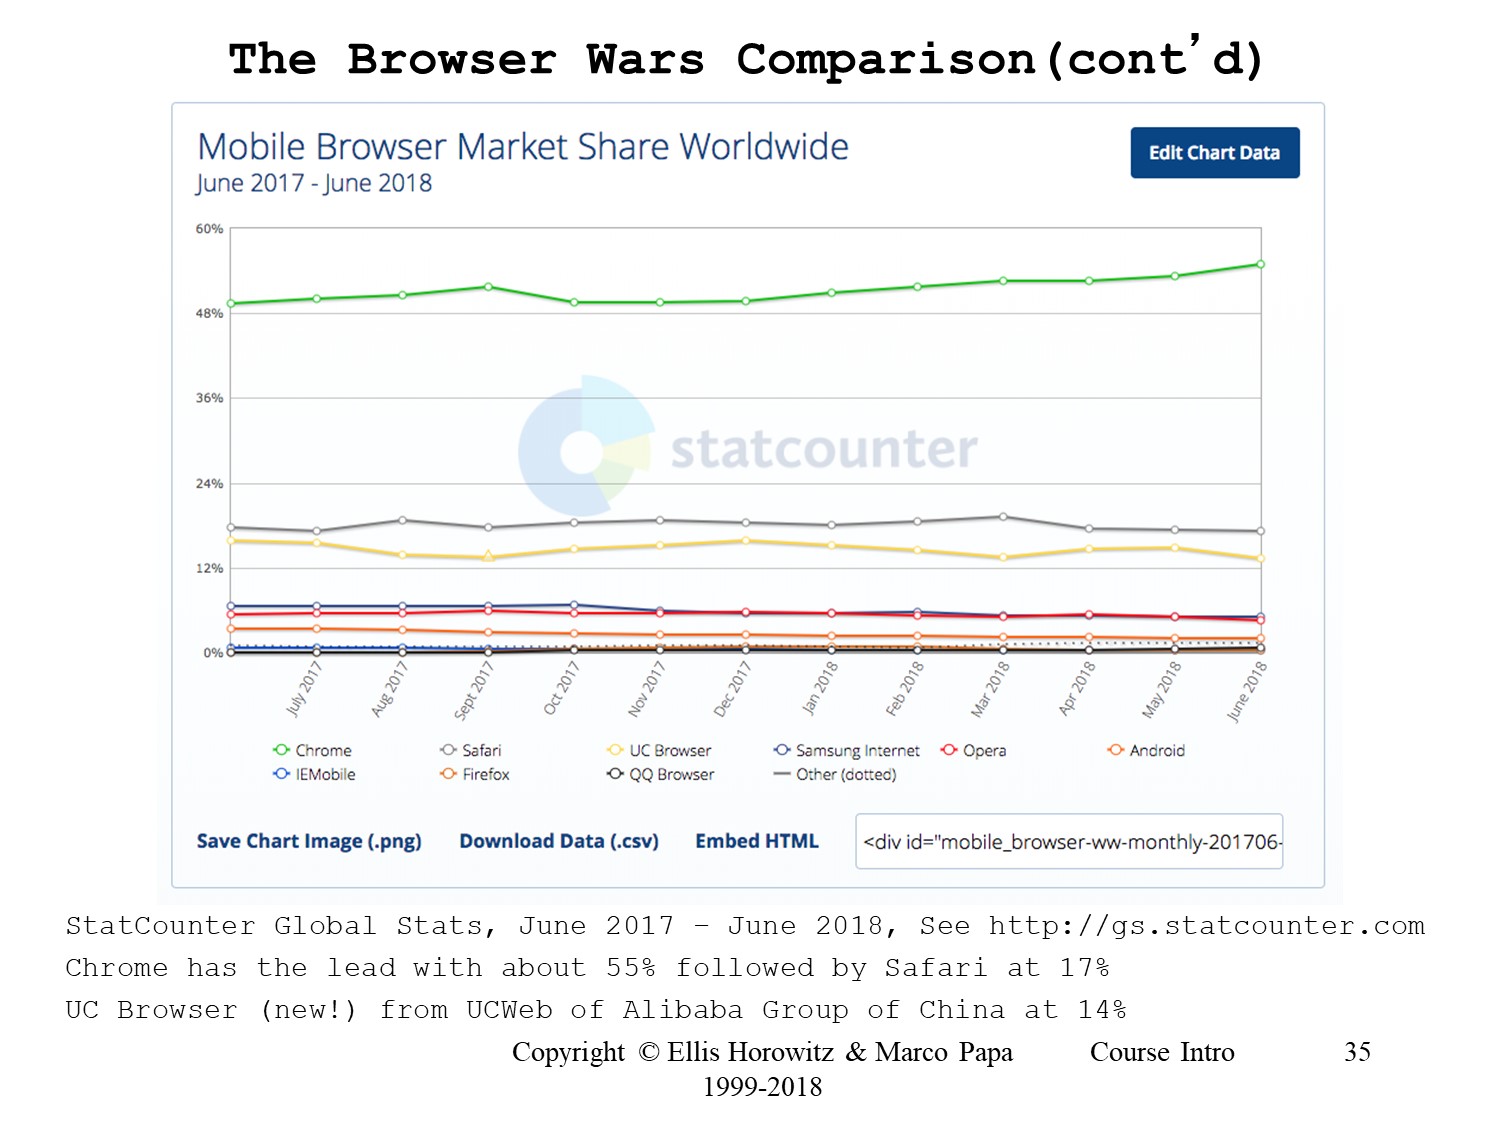 The Browser Wars Comparison(cont’d)
Mobile Browser Market Share Worldwide
June 2017 - June 2018
Edit Chart Data
60%
48%
36%
24%
12%
0%
statcounter
July 2017
Aug 2017
Sept 2017
Oct 2017
Nov 2017
Dec 2017
Jan 2018
Feb 2018
Mar 2018
Apr 2018
May 2018
June 2018
Chrome Safari UC Browser Samsung Internet Opera Android
IEMobile Firefox QQ Browser Other (dotted)
Save Chart Image (.png) Download Data (.csv) Embed HTML <div id="mobile_browser-ww-monthly-201706-
StatCounter Global Stats, June 2017 – June 2018, See http://gs.statcounter.com
Chrome has the lead with about 55% followed by Safari at 17%
UC Browser (new!) from UCWeb of Alibaba Group of China at 14%
Copyright © Ellis Horowitz & Marco Papa Course Intro 35
1999-2018